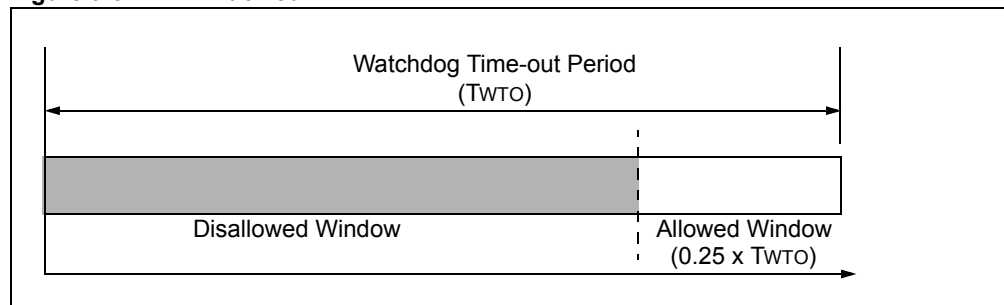 Watchdog Time-out Period
(TWTO)
Disallowed Window
Allowed Window
(0.25 x TWTO)